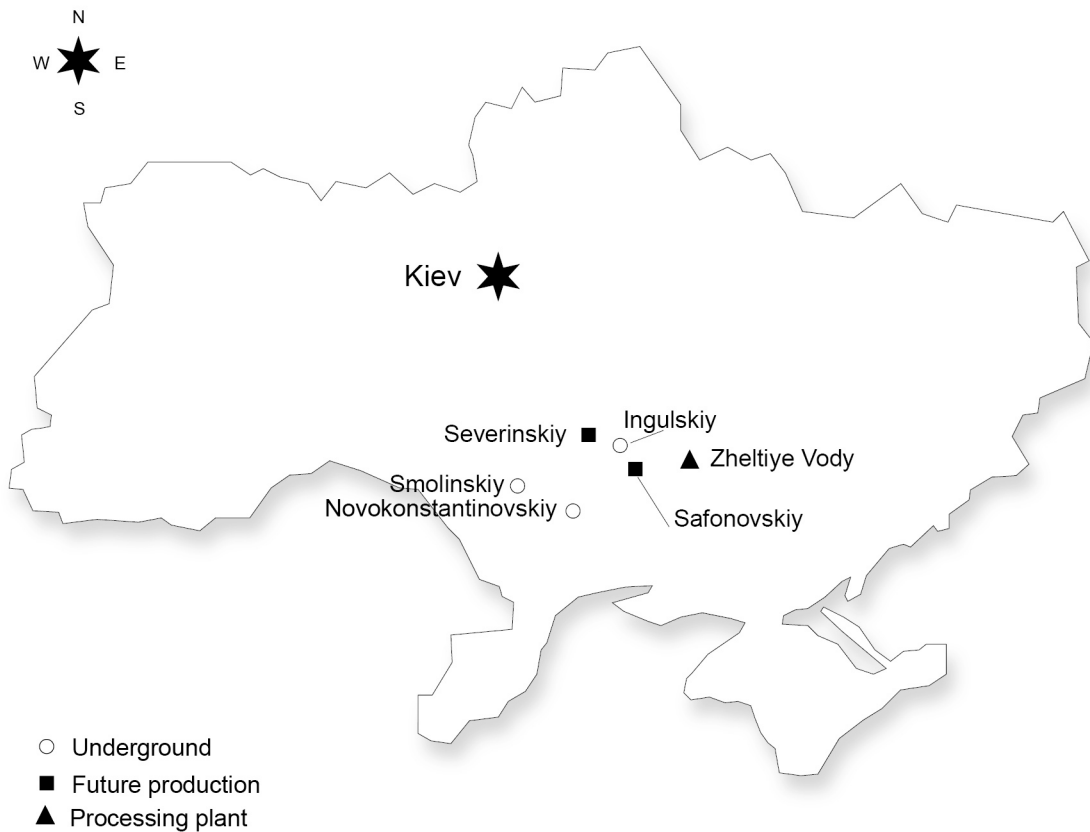 N
W E
S
Kiev
Ingulskiy
Severinskiy
Zheltiye Vody
Smolinskiy
Novokonstantinovskiy
Safonovskiy
Underground
Future production
Processing plant